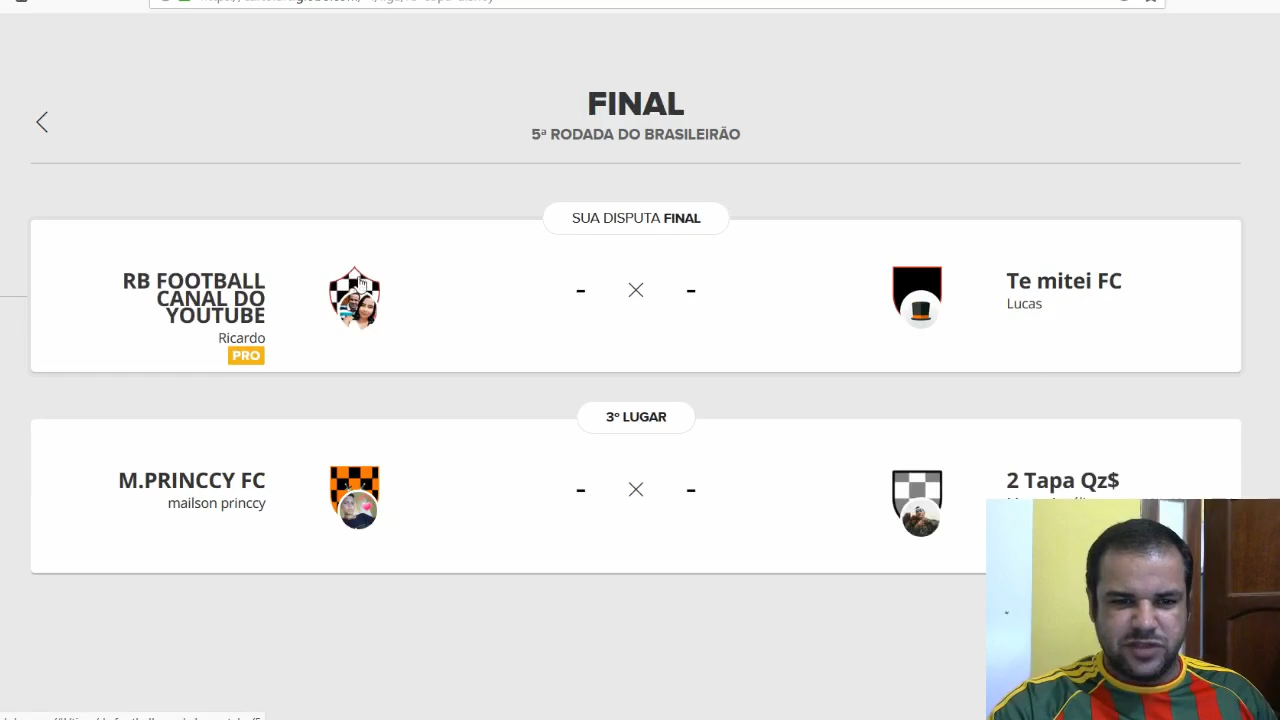 FINAL
5ª RODADA DO BRASILEIRÃO
SUA DISPUTA FINAL
RB FOOTBALL
CANAL DO
YOUTUBE
Ricardo
PRO
Te mitei FC
Lucas
3º LUGAR
M.PRINCCY FC
mailson princcy
2 Tapa Qz$